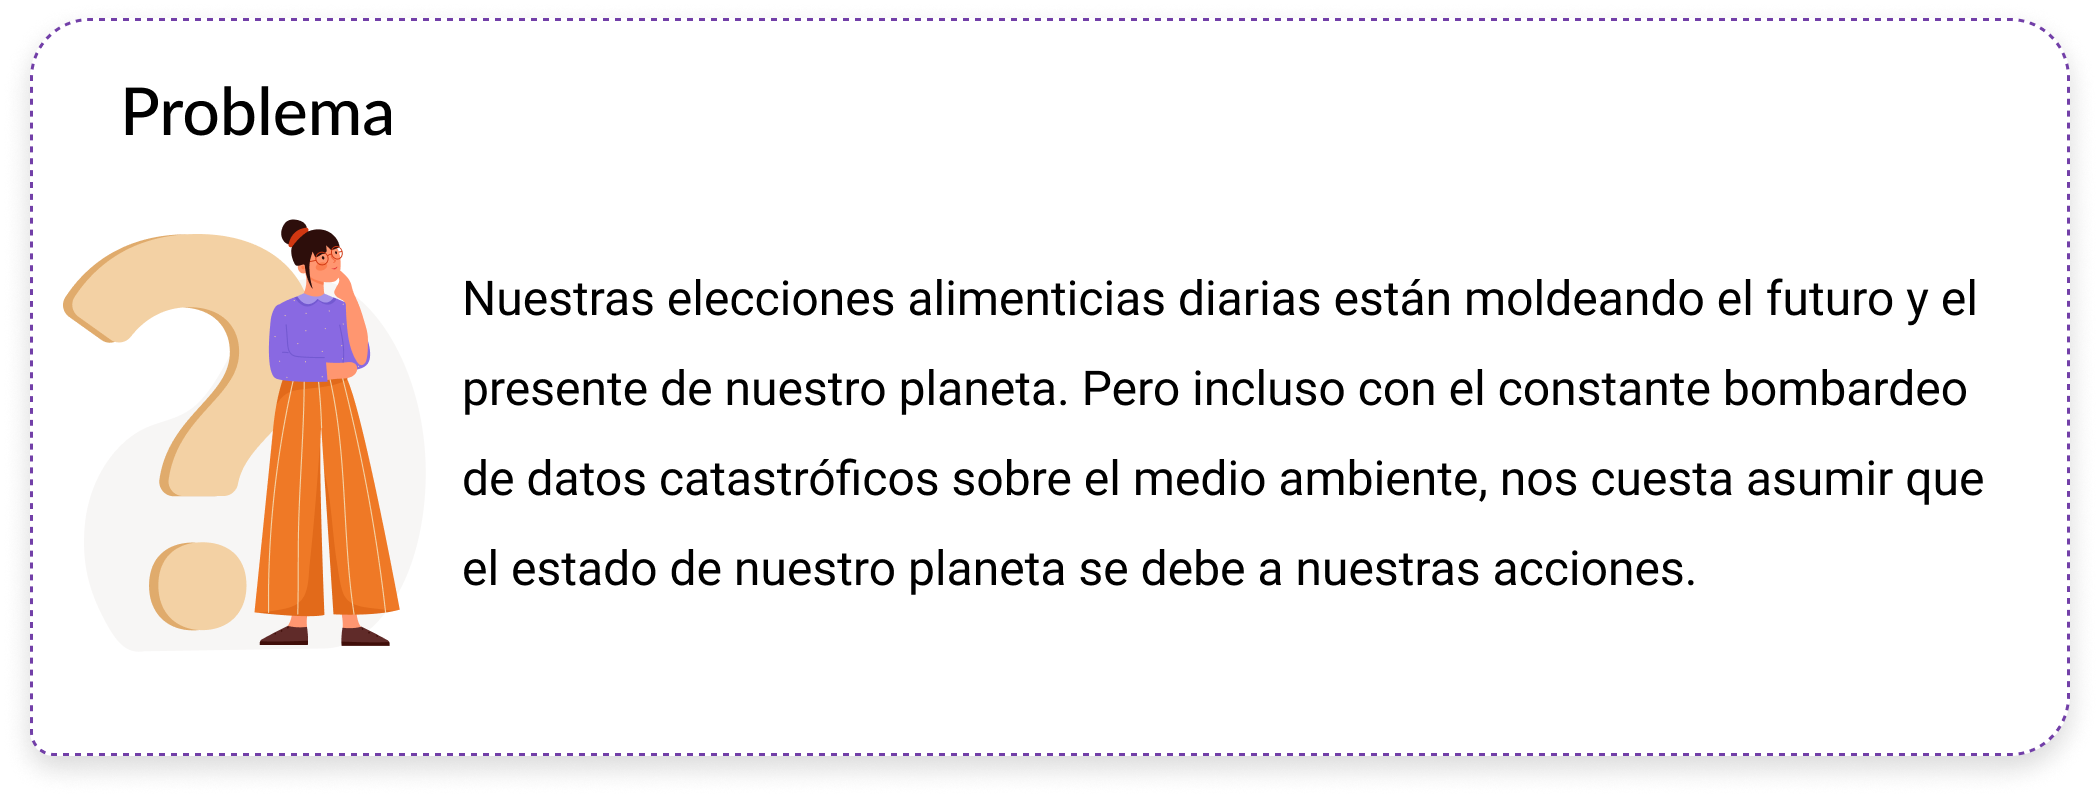 Problema
Nuestras elecciones alimenticias diarias están moldeando el futuro y el
presente de nuestro planeta. Pero incluso con el constante bombardeo
de datos catastróficos sobre el medio ambiente, nos cuesta asumir que
el estado de nuestro planeta se debe a nuestras acciones.